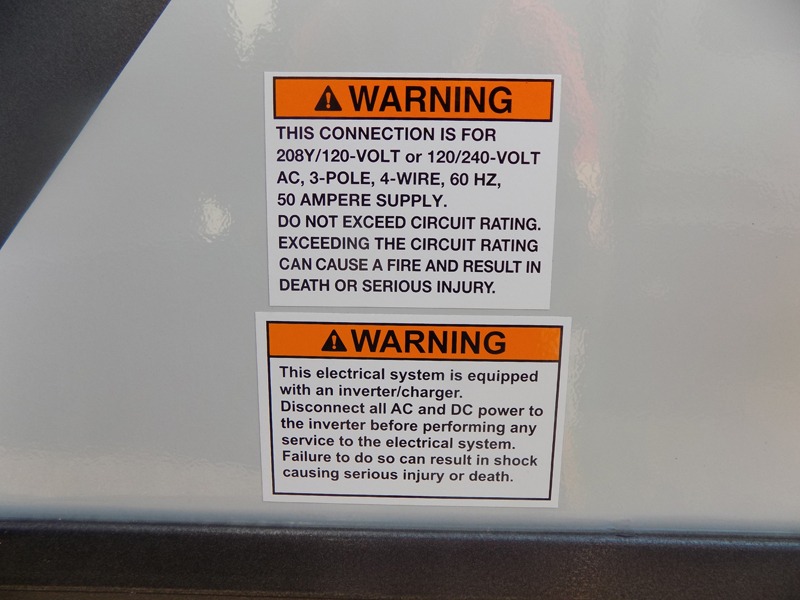 WARNING
THIS CONNECTION IS FOR
208Y/120-VOLT or 120/240-VOLT
AC, 3-POLE, 4-WIRE, 60 HZ,
50 AMPERE SUPPLY.
DO NOT EXCEED CIRCUIT RATING.
EXCEEDING THE CIRCUIT RATING
CAN CAUSE A FIRE AND RESULT IN
DEATH OR SERIOUS INJURY.
WARNING
This electrical system is equipped
with an inverter/charger.
Disconnect all AC and DC power to
the inverter before performing any
service to the electrical system.
Failure to do so can result in shock
causing serious injury or death.